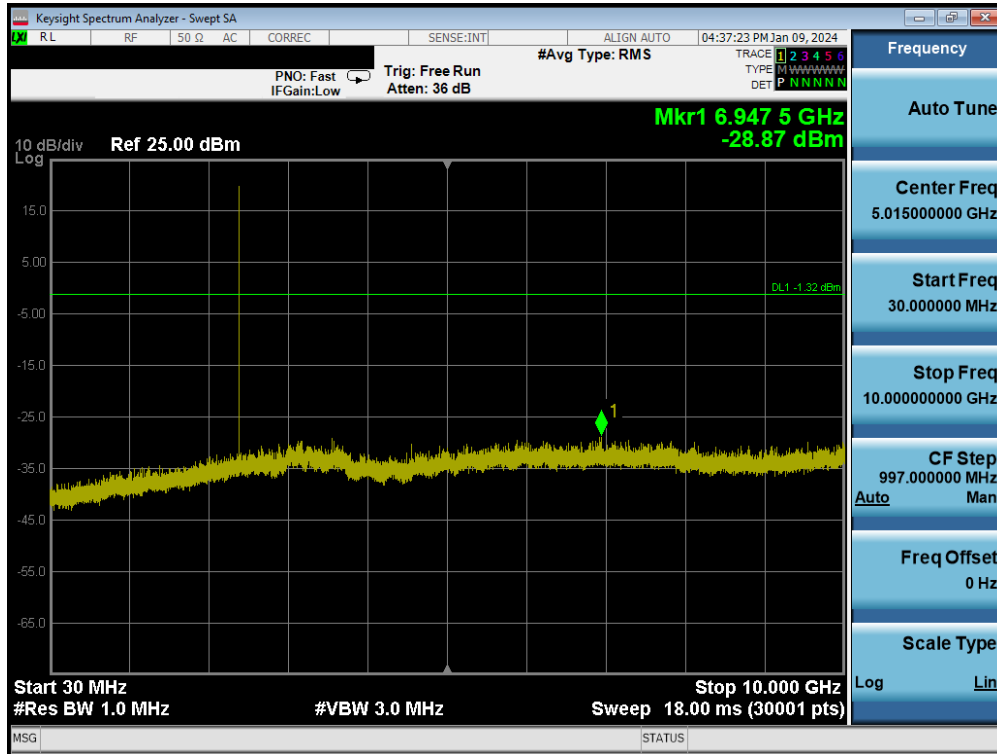 Keysight Spectrum Analyzer - Swept SA
LXI RL RF 50 Ω AC CORREC SENSE:INT ALIGN AUTO 04:37:23 PM Jan 09, 2024
#Avg Type: RMS
TRACE 1 2 3 4 5 6
PNO: Fast Trig: Free Run
TYPE M WWWWW
IFGain:Low Atten: 36 dB
DET P N N N N N
Mkr1 6.947 5 GHz
-28.87 dBm
10 dB/div Ref 25.00 dBm
Log
15.0
5.00
DL1 -1.32 dBm
-5.00
-15.0
-25.0
1
-35.0
-45.0
-55.0
-65.0
Start 30 MHz Stop 10.000 GHz
#Res BW 1.0 MHz #VBW 3.0 MHz Sweep 18.00 ms (30001 pts)
MSG STATUS
Frequency
Auto Tune
Center Freq
5.015000000 GHz
Start Freq
30.000000 MHz
Stop Freq
10.000000000 GHz
CF Step
997.000000 MHz
Auto Man
Freq Offset
0 Hz
Scale Type
Log Lin